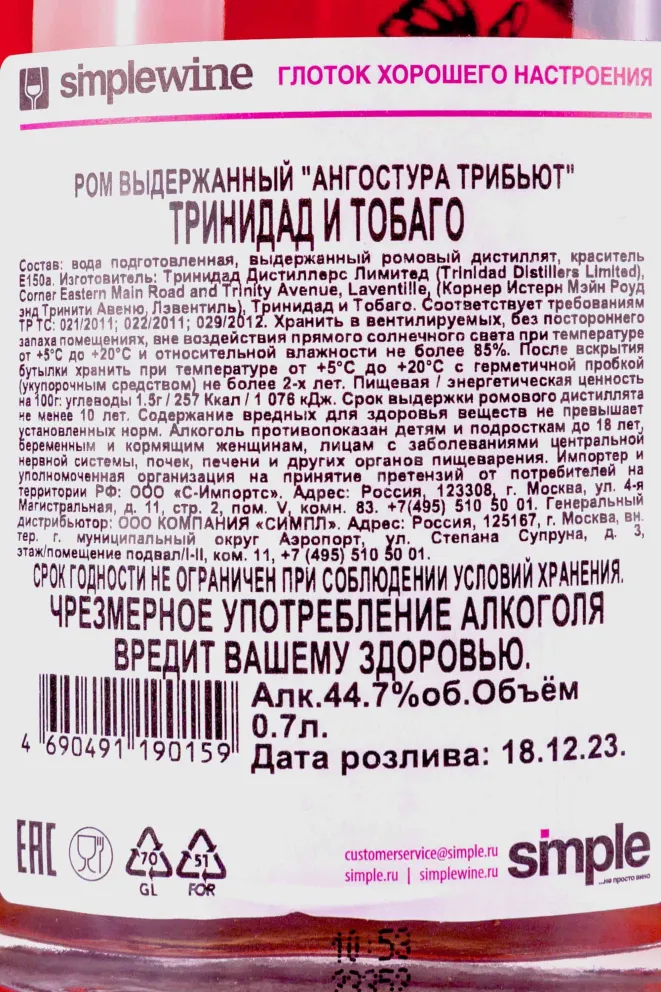 simplewine ГЛОТОК ХОРОШЕГО НАСТРОЕНИЯ
РОМ ВЫДЕРЖАННЫЙ "АНГОСТУРА ТРИБЬЮТ"
ТРИНИДАД И ТОБАГО
Состав: вода подготовленная, выдержанный ромовый дистиллят, краситель
Е150а. Изготовитель: Тринидад Дистиллерс Лимитед (Trinidad Distillers Limited),
Corner Eastern Main Road and Trinity Avenue, Laventille, (Корнер Истерн Мэйн Роуд
энд Тринити Авеню, Лэвентиль), Тринидад и Тобаго. Соответствует требованиям
ТР ТС: 021/2011; 022/2011; 029/2012. Хранить в вентилируемых, без постороннего
запаха помещениях, вне воздействия прямого солнечного света при температуре
от +5°С до +20°С и относительной влажности не более 85%. После вскрытия
бутылки хранить при температуре от +5°С до +20°С с герметичной пробкой
(укупорочным средством) не более 2-х лет. Пищевая / энергетическая ценность
на 100г: углеводы 1.5г / 257 Ккал / 1 076 кДж. Срок выдержки ромового дистиллята
не менее 10 лет. Содержание вредных для здоровья веществ не превышает
установленных норм. Алкоголь противопоказан детям и подросткам до 18 лет,
беременным и кормящим женщинам, лицам с заболеваниями центральной
нервной системы, почек, печени и других органов пищеварения. Импортер и
уполномоченная организация на принятие претензий от потребителей на
территории РФ: ООО «С-Импортс». Адрес: Россия, 123308, г. Москва, ул. 4-я
Магистральная, д. 11, стр. 2, пом. V, комн. 83. +7(495) 510 50 01. Генеральный
дистрибьютор: ООО КОМПАНИЯ «СИМПЛ». Адрес: Россия, 125167, г. Москва, вн.
тер. г. муниципальный округ Аэропорт, ул. Степана Супруна, д. 3,
этаж/помещение подвал/I-II, ком. 11, +7 (495) 510 50 01.
СРОК ГОДНОСТИ НЕ ОГРАНИЧЕН ПРИ СОБЛЮДЕНИИ УСЛОВИЙ ХРАНЕНИЯ.
ЧРЕЗМЕРНОЕ УПОТРЕБЛЕНИЕ АЛКОГОЛЯ
ВРЕДИТ ВАШЕМУ ЗДОРОВЬЮ.
Алк.44.7%об.Объём
0.7л.
Дата розлива: 18.12.23.
4 690491 190159
EAC
70
GL
51
FOR
customerservice@simple.ru
simple.ru | simplewine.ru
simple
...не просто вино
10:53